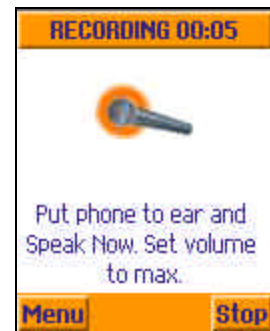 RECORDING 00:05
Put phone to ear and
Speak Now. Set volume
to max.
Menu Stop